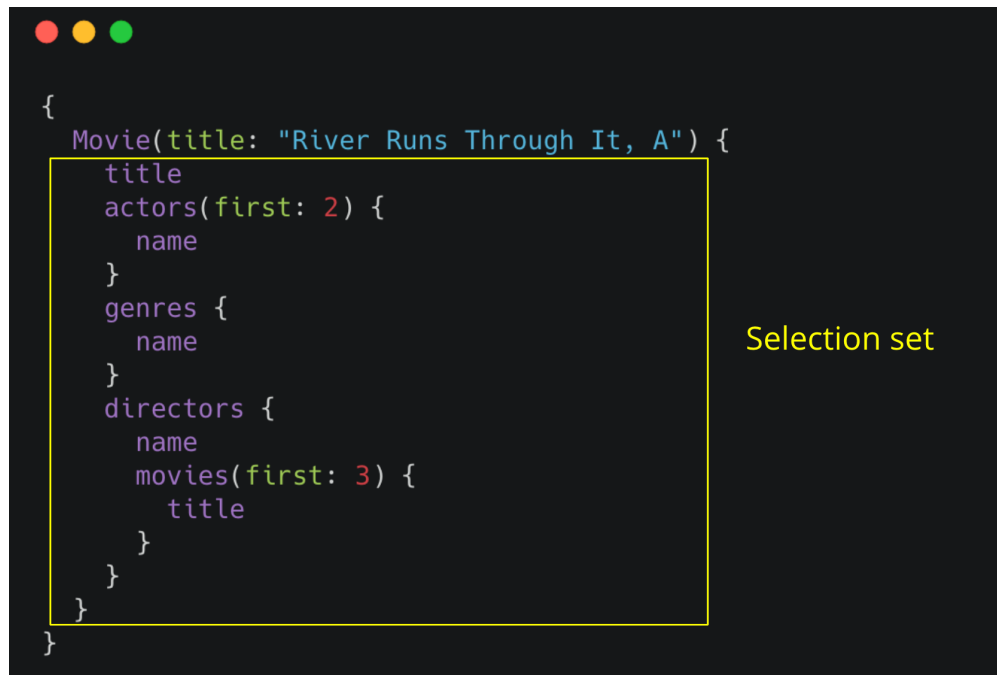 {
  Movie(title: "River Runs Through It, A") {
    title
    actors(first: 2) {
      name
    }
    genres {
      name
    }
    directors {
      name
      movies(first: 3) {
        title
      }
    }
  }
}
Selection set